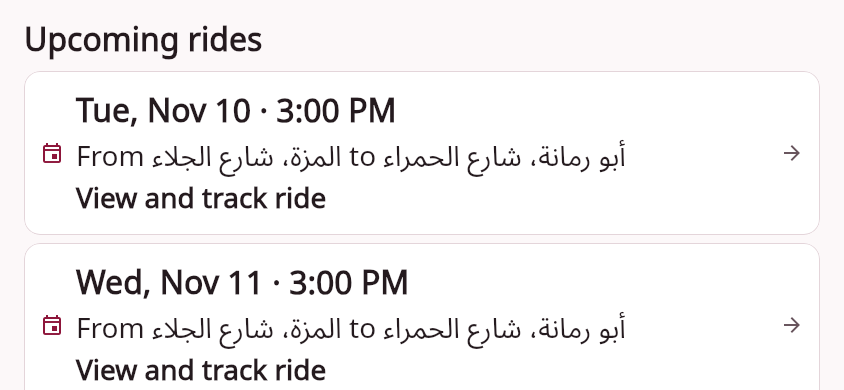 Upcoming rides
Tue, Nov 10 · 3:00 PM
From المزة، شارع الجلاء to أبو رمانة، شارع الحمراء
View and track ride
Wed, Nov 11 · 3:00 PM
From المزة، شارع الجلاء to أبو رمانة، شارع الحمراء
View and track ride